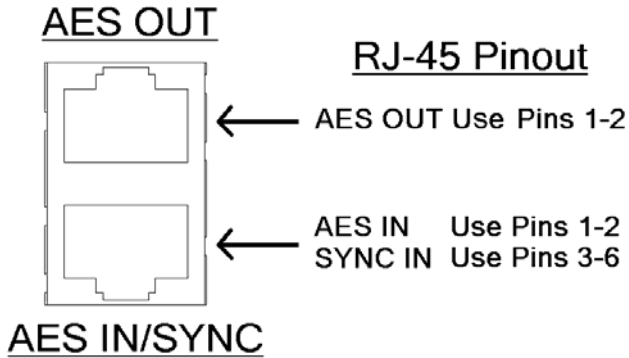 AES OUT
RJ-45 Pinout
AES OUT Use Pins 1-2
AES IN Use Pins 1-2
SYNC IN Use Pins 3-6
AES IN/SYNC